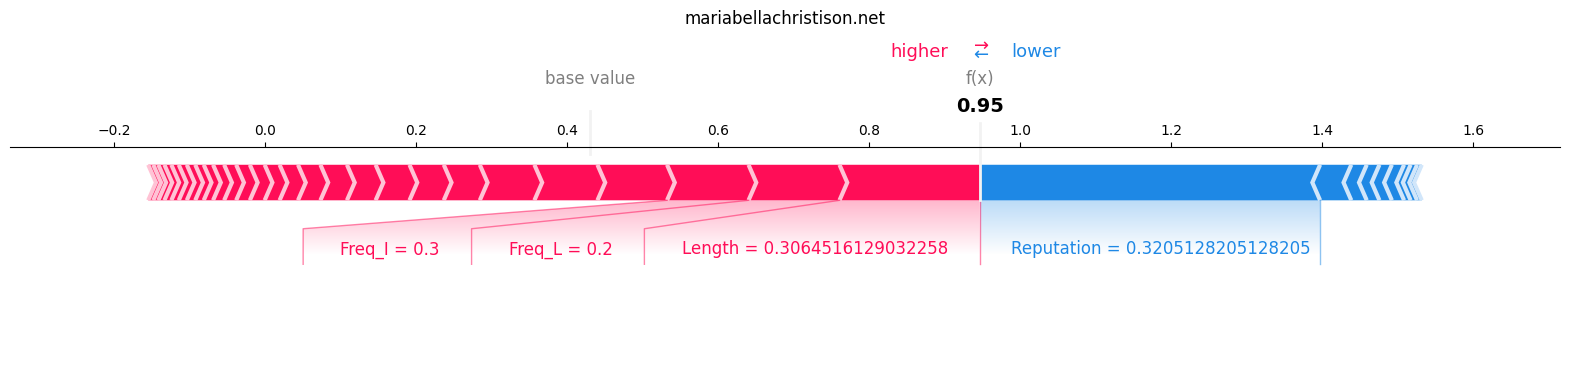 mariabellachristison.net
higher ⇄ lower
base value f(x)
0.95
−0.2 0.0 0.2 0.4 0.6 0.8 1.0 1.2 1.4 1.6
Freq_I = 0.3 Freq_L = 0.2 Length = 0.3064516129032258 Reputation = 0.3205128205128205